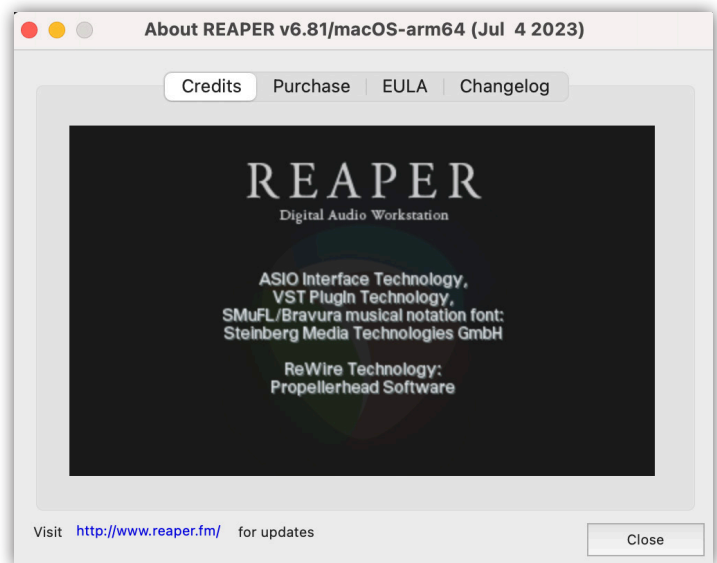 About REAPER v6.81/macOS-arm64 (Jul  4 2023)
Credits Purchase EULA Changelog
REAPER
Digital Audio Workstation
ASIO Interface Technology,
VST PlugIn Technology,
SMuFL/Bravura musical notation font:
Steinberg Media Technologies GmbH
ReWire Technology:
Propellerhead Software
Visit http://www.reaper.fm/ for updates
Close